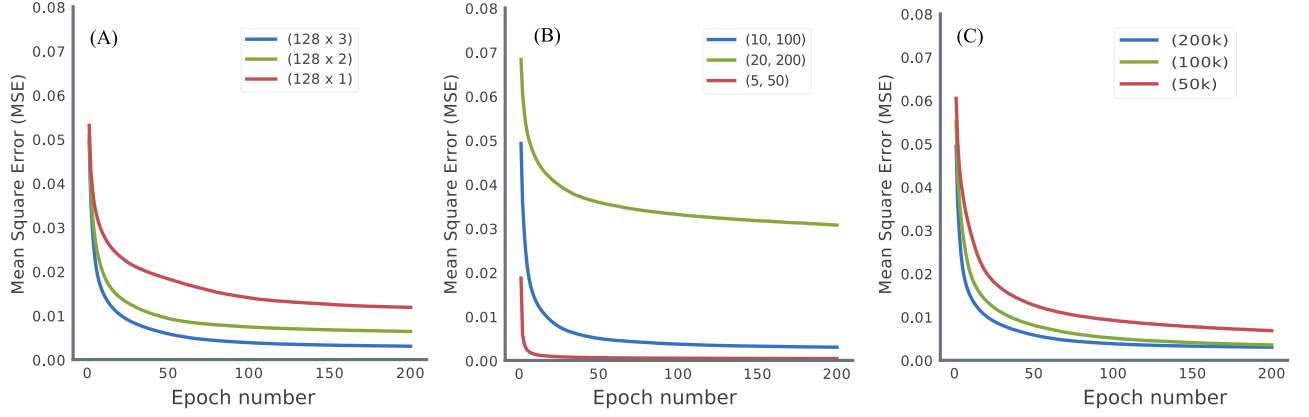 (A)
(128 x 3)
(128 x 2)
(128 x 1)
Mean Square Error (MSE)
0.08
0.07
0.06
0.05
0.04
0.03
0.02
0.01
0.00
0 50 100 150 200
Epoch number
(B)
(10, 100)
(20, 200)
(5, 50)
Mean Square Error (MSE)
0.08
0.07
0.06
0.05
0.04
0.03
0.02
0.01
0.00
0 50 100 150 200
Epoch number
(C)
(200k)
(100k)
(50k)
Mean Square Error (MSE)
0.08
0.07
0.06
0.05
0.04
0.03
0.02
0.01
0.00
0 50 100 150 200
Epoch number